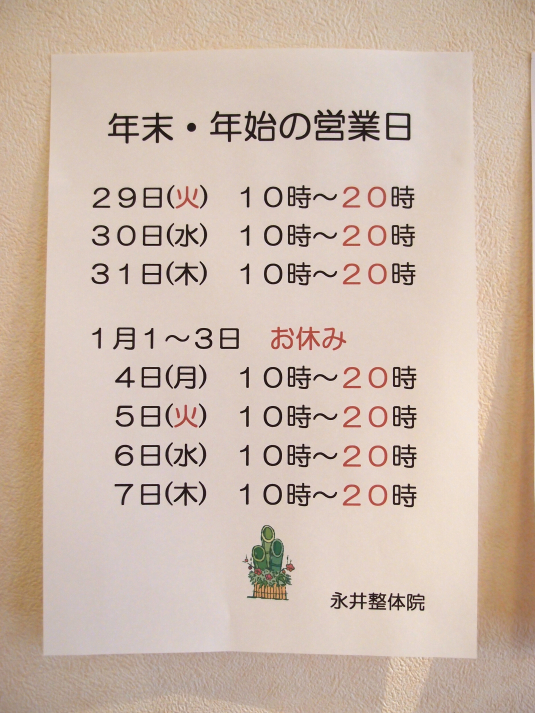 年末・年始の営業日
２９日(火)　１０時～２０時
３０日(水)　１０時～２０時
３１日(木)　１０時～２０時
１月１～３日　お休み
４日(月)　１０時～２０時
５日(火)　１０時～２０時
６日(水)　１０時～２０時
７日(木)　１０時～２０時
永井整体院